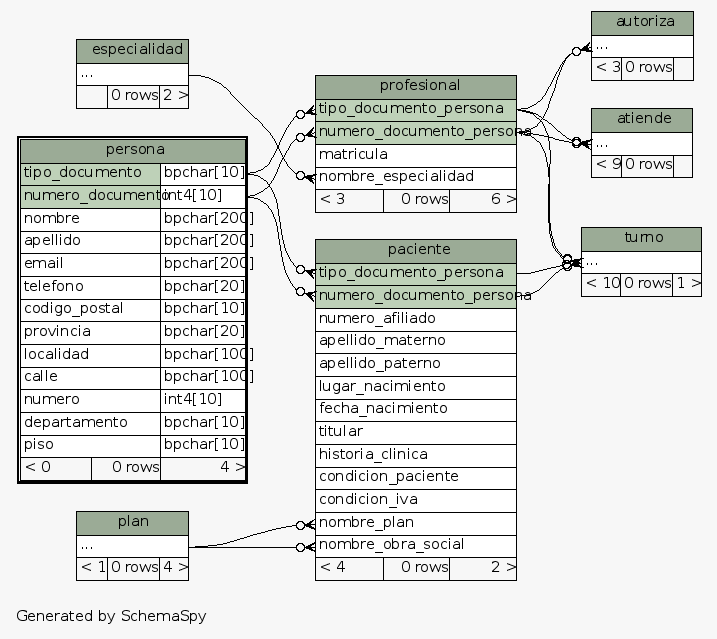 especialidad
...
0 rows 2 >
persona
tipo_documento bpchar[10]
numero_documento int4[10]
nombre bpchar[200]
apellido bpchar[200]
email bpchar[200]
telefono bpchar[20]
codigo_postal bpchar[10]
provincia bpchar[20]
localidad bpchar[100]
calle bpchar[100]
numero int4[10]
departamento bpchar[10]
piso bpchar[10]
< 0 0 rows 4 >
plan
...
< 1 0 rows 4 >
profesional
tipo_documento_persona
numero_documento_persona
matricula
nombre_especialidad
< 3 0 rows 6 >
paciente
tipo_documento_persona
numero_documento_persona
numero_afiliado
apellido_materno
apellido_paterno
lugar_nacimiento
fecha_nacimiento
titular
historia_clinica
condicion_paciente
condicion_iva
nombre_plan
nombre_obra_social
< 4 0 rows 2 >
autoriza
...
< 3 0 rows
atiende
...
< 9 0 rows
turno
...
< 10 0 rows 1 >
Generated by SchemaSpy